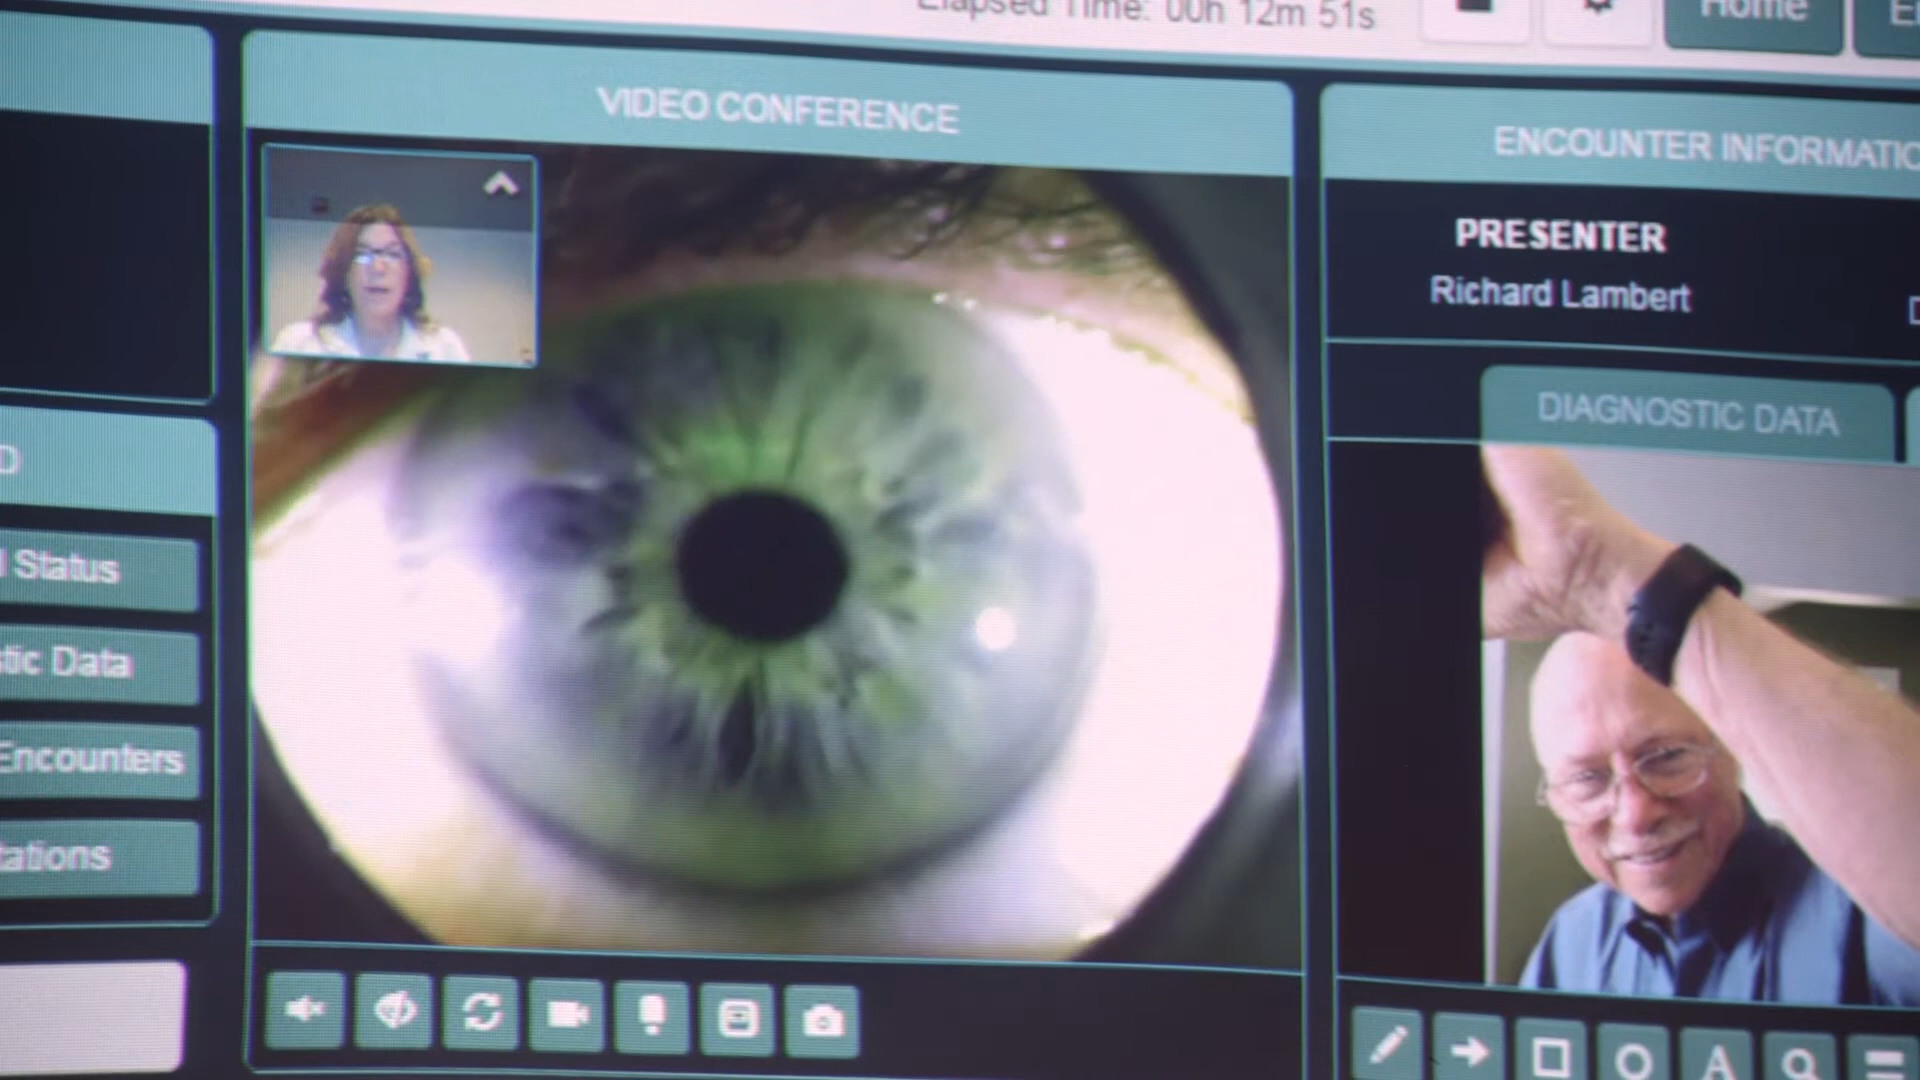 Elapsed Time: 00h 12m 51s
Home
VIDEO CONFERENCE
ENCOUNTER INFORMATIO
PRESENTER
Richard Lambert
DIAGNOSTIC DATA
D
l Status
stic Data
Encounters
tations
A